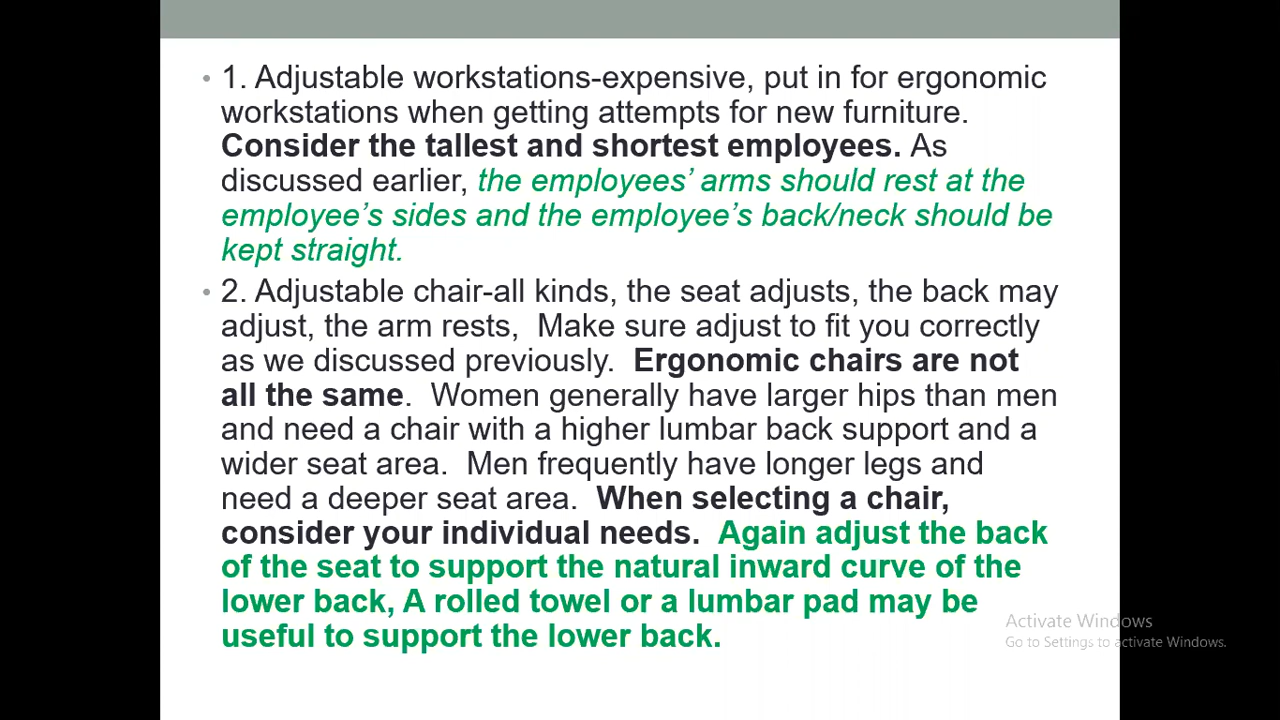 • 1. Adjustable workstations-expensive, put in for ergonomic
workstations when getting attempts for new furniture.
Consider the tallest and shortest employees. As
discussed earlier, the employees’ arms should rest at the
employee’s sides and the employee’s back/neck should be
kept straight.
• 2. Adjustable chair-all kinds, the seat adjusts, the back may
adjust, the arm rests,  Make sure adjust to fit you correctly
as we discussed previously.  Ergonomic chairs are not
all the same.  Women generally have larger hips than men
and need a chair with a higher lumbar back support and a
wider seat area.  Men frequently have longer legs and
need a deeper seat area.  When selecting a chair,
consider your individual needs.  Again adjust the back
of the seat to support the natural inward curve of the
lower back, A rolled towel or a lumbar pad may be
useful to support the lower back.
Activate Windows
Go to Settings to activate Windows.